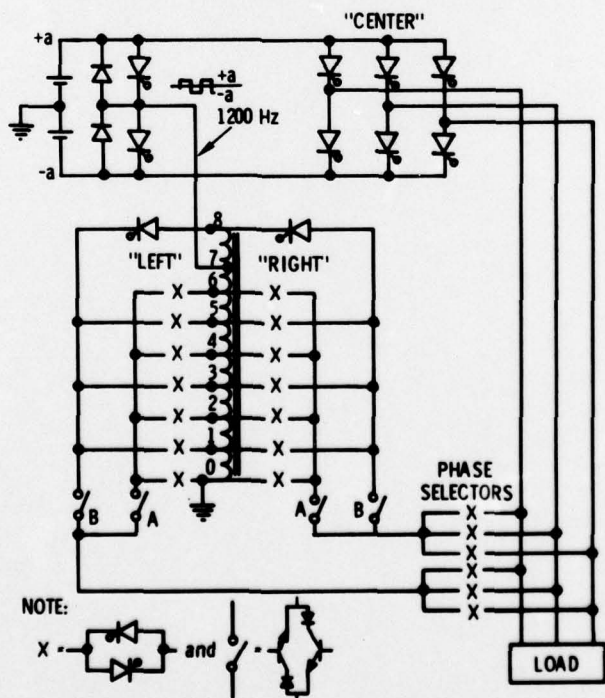 "CENTER"
+a
+a
-a
1200 Hz
-a
8
"LEFT"
7
"RIGHT"
6
X
X
5
X
X
4
X
X
3
X
X
2
X
X
1
X
X
0
X
X
PHASE
SELECTORS
B
A
A
B
X
X
X
X
X
X
NOTE:
X =
and
=
LOAD